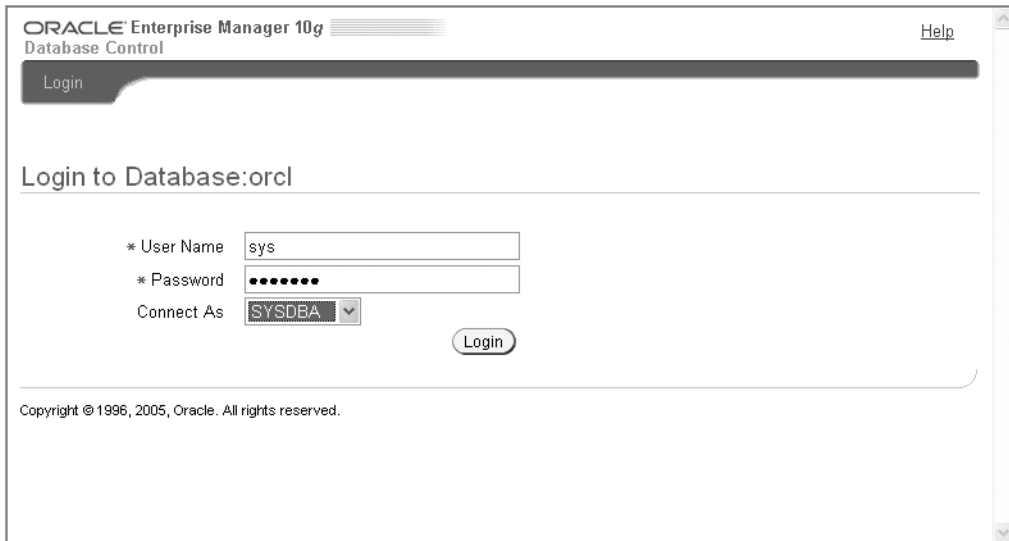 ORACLE Enterprise Manager 10g
Database Control
Help
Login
Login to Database:orcl
* User Name sys
* Password •••••••
Connect As SYSDBA
Login
Copyright © 1996, 2005, Oracle. All rights reserved.